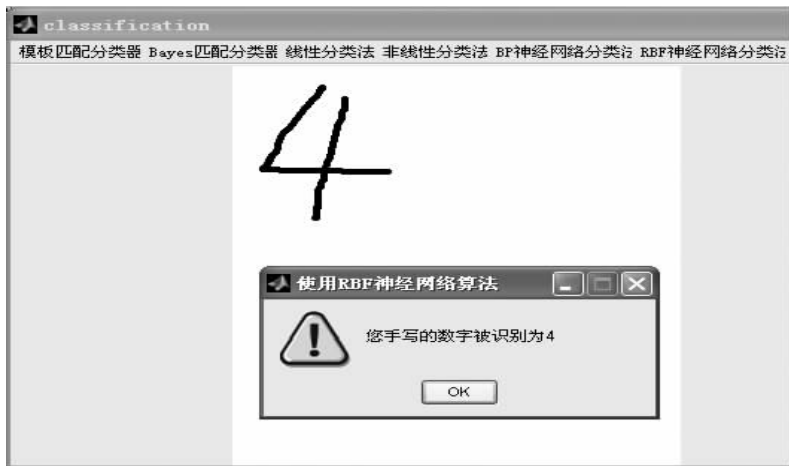 classification
模板匹配分类器 Bayes匹配分类器 线性分类法 非线性分类法 BP神经网络分类 RBF神经网络分类
4
使用RBF神经网络算法
您手写的数字被识别为4
OK